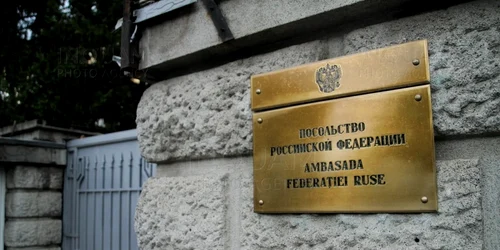 ПОСОЛЬСТВО
РОССИЙСКОЙ ФЕДЕРАЦИИ
AMBASADA
FEDERAȚIEI RUSE